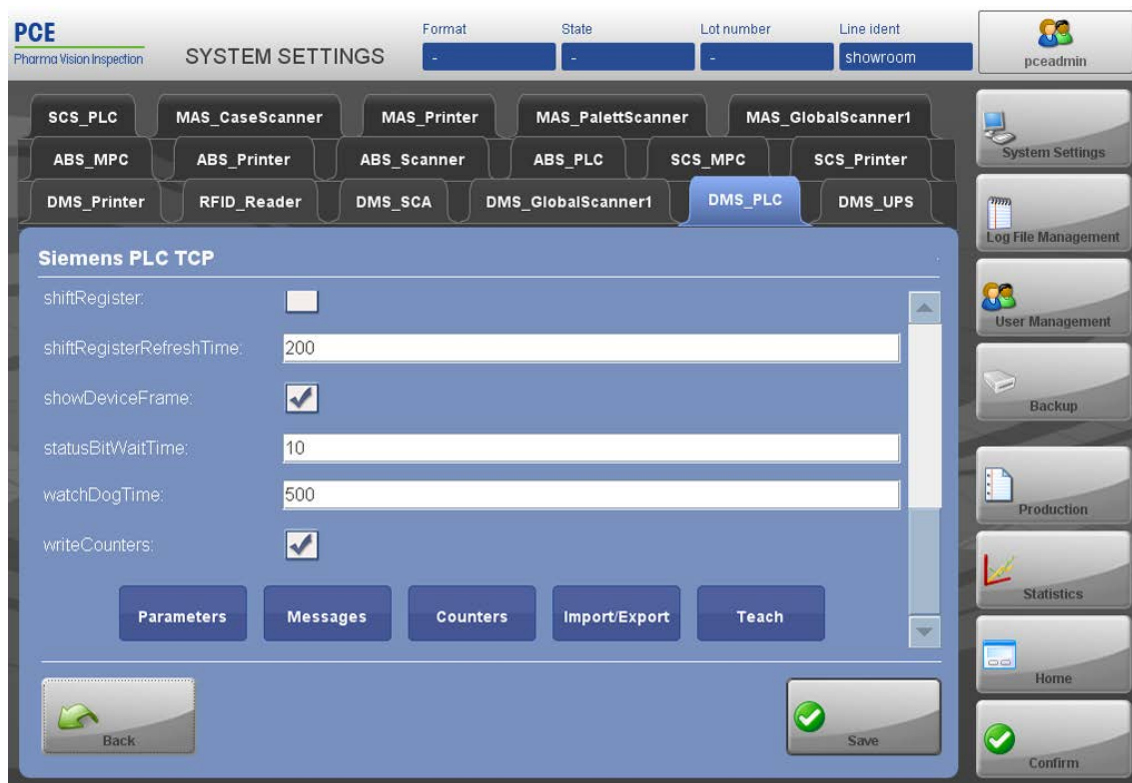 PCE
Pharma Vision Inspection
SYSTEM SETTINGS
Format
State
Lot number
Line ident
-
-
-
showroom
pceadmin
SCS_PLC
MAS_CaseScanner
MAS_Printer
MAS_PalettScanner
MAS_GlobalScanner1
ABS_MPC
ABS_Printer
ABS_Scanner
ABS_PLC
SCS_MPC
SCS_Printer
DMS_Printer
RFID_Reader
DMS_SCA
DMS_GlobalScanner1
DMS_PLC
DMS_UPS
Siemens PLC TCP
shiftRegister:
shiftRegisterRefreshTime:
200
showDeviceFrame:
statusBitWaitTime:
10
watchDogTime:
500
writeCounters:
Parameters
Messages
Counters
Import/Export
Teach
Back
Save
System Settings
Log File Management
User Management
Backup
Production
Statistics
Home
Confirm